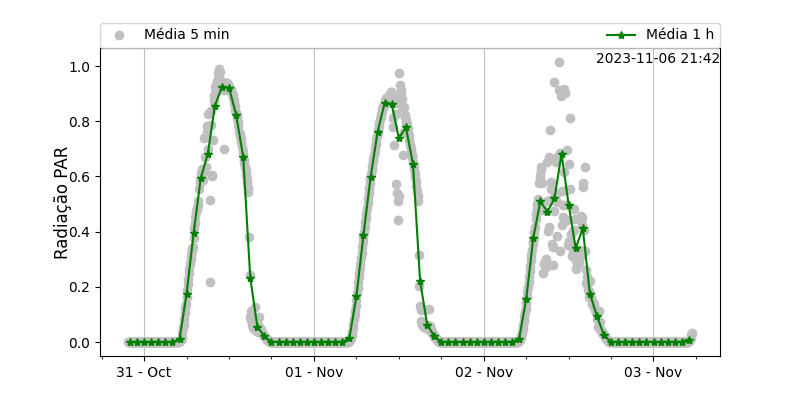 Média 5 min
Média 1 h
2023-11-06 21:42
Radiação PAR
1.0
0.8
0.6
0.4
0.2
0.0
31 - Oct
01 - Nov
02 - Nov
03 - Nov